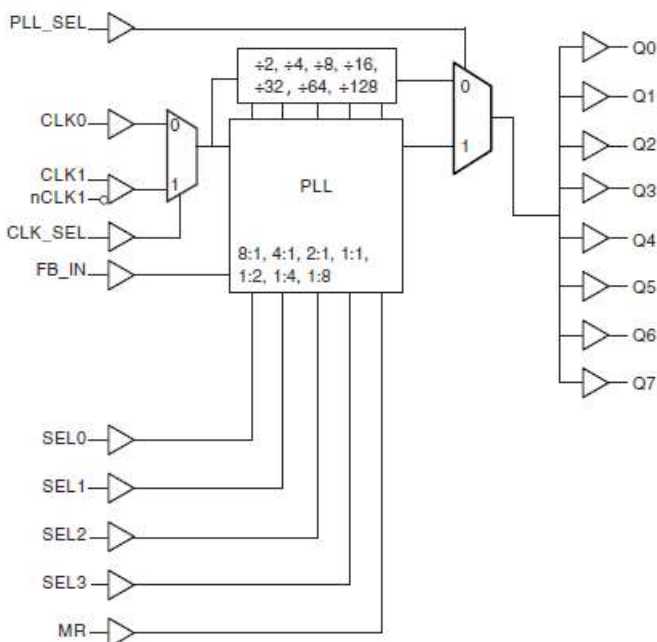 PLL_SEL
÷2, ÷4, ÷8, ÷16,
÷32, ÷64, ÷128
0
1
CLK0
0
CLK1
1
nCLK1
CLK_SEL
FB_IN
PLL
8:1, 4:1, 2:1, 1:1,
1:2, 1:4, 1:8
SEL0
SEL1
SEL2
SEL3
MR
Q0
Q1
Q2
Q3
Q4
Q5
Q6
Q7